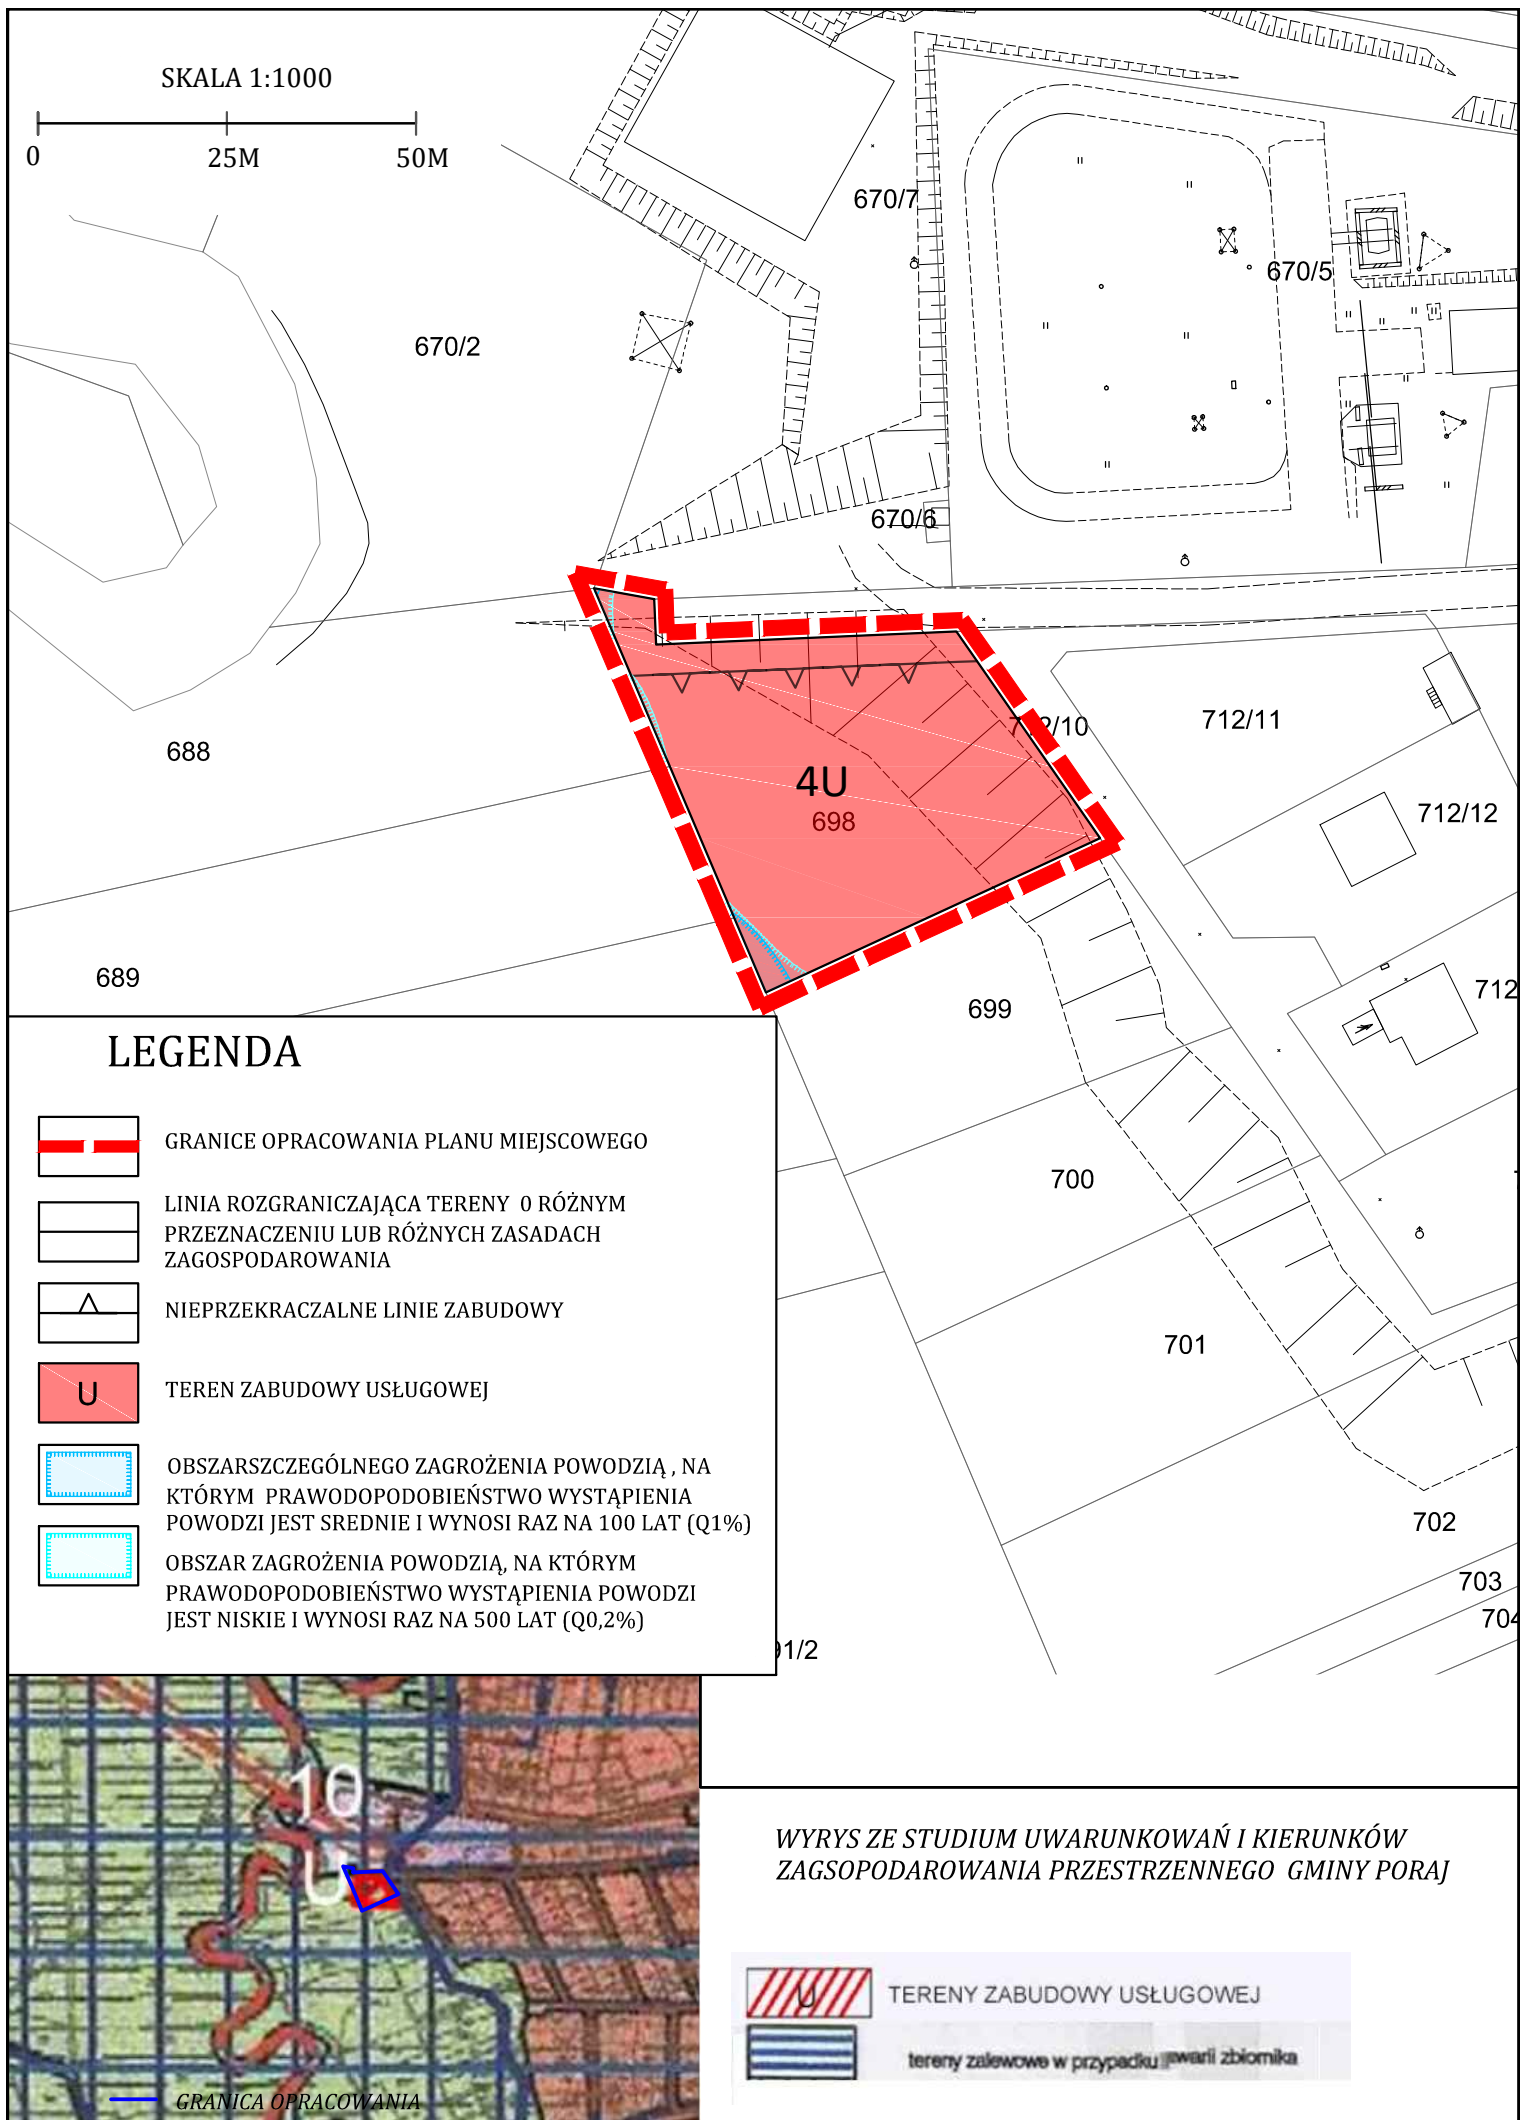 SKALA 1:1000
0 25M 50M
670/7
670/5
670/2
670/6
712/11
688
4U
698
712/12
689
699
712
LEGENDA
GRANICE OPRACOWANIA PLANU MIEJSCOWEGO
LINIA ROZGRANICZAJĄCA TERENY 0 RÓŻNYM
PRZEZNACZENIU LUB RÓŻNYCH ZASADACH
ZAGOSPODAROWANIA
NIEPRZEKRACZALNE LINIE ZABUDOWY
U
TEREN ZABUDOWY USŁUGOWEJ
OBSZARSZCZEGÓLNEGO ZAGROŻENIA POWODZIĄ , NA
KTÓRYM PRAWODOPODOBIEŃSTWO WYSTĄPIENIA
POWODZI JEST SREDNIE I WYNOSI RAZ NA 100 LAT (Q1%)
OBSZAR ZAGROŻENIA POWODZIĄ, NA KTÓRYM
PRAWODOPODOBIEŃSTWO WYSTĄPIENIA POWODZI
JEST NISKIE I WYNOSI RAZ NA 500 LAT (Q0,2%)
700
701
702
703
704
91/2
10
U
GRANICA OPRACOWANIA
WYRYS ZE STUDIUM UWARUNKOWAŃ I KIERUNKÓW
ZAGSOPODAROWANIA PRZESTRZENNEGO GMINY PORAJ
U
TERENY ZABUDOWY USŁUGOWEJ
tereny zalewowe w przypadku awarii zbiornika